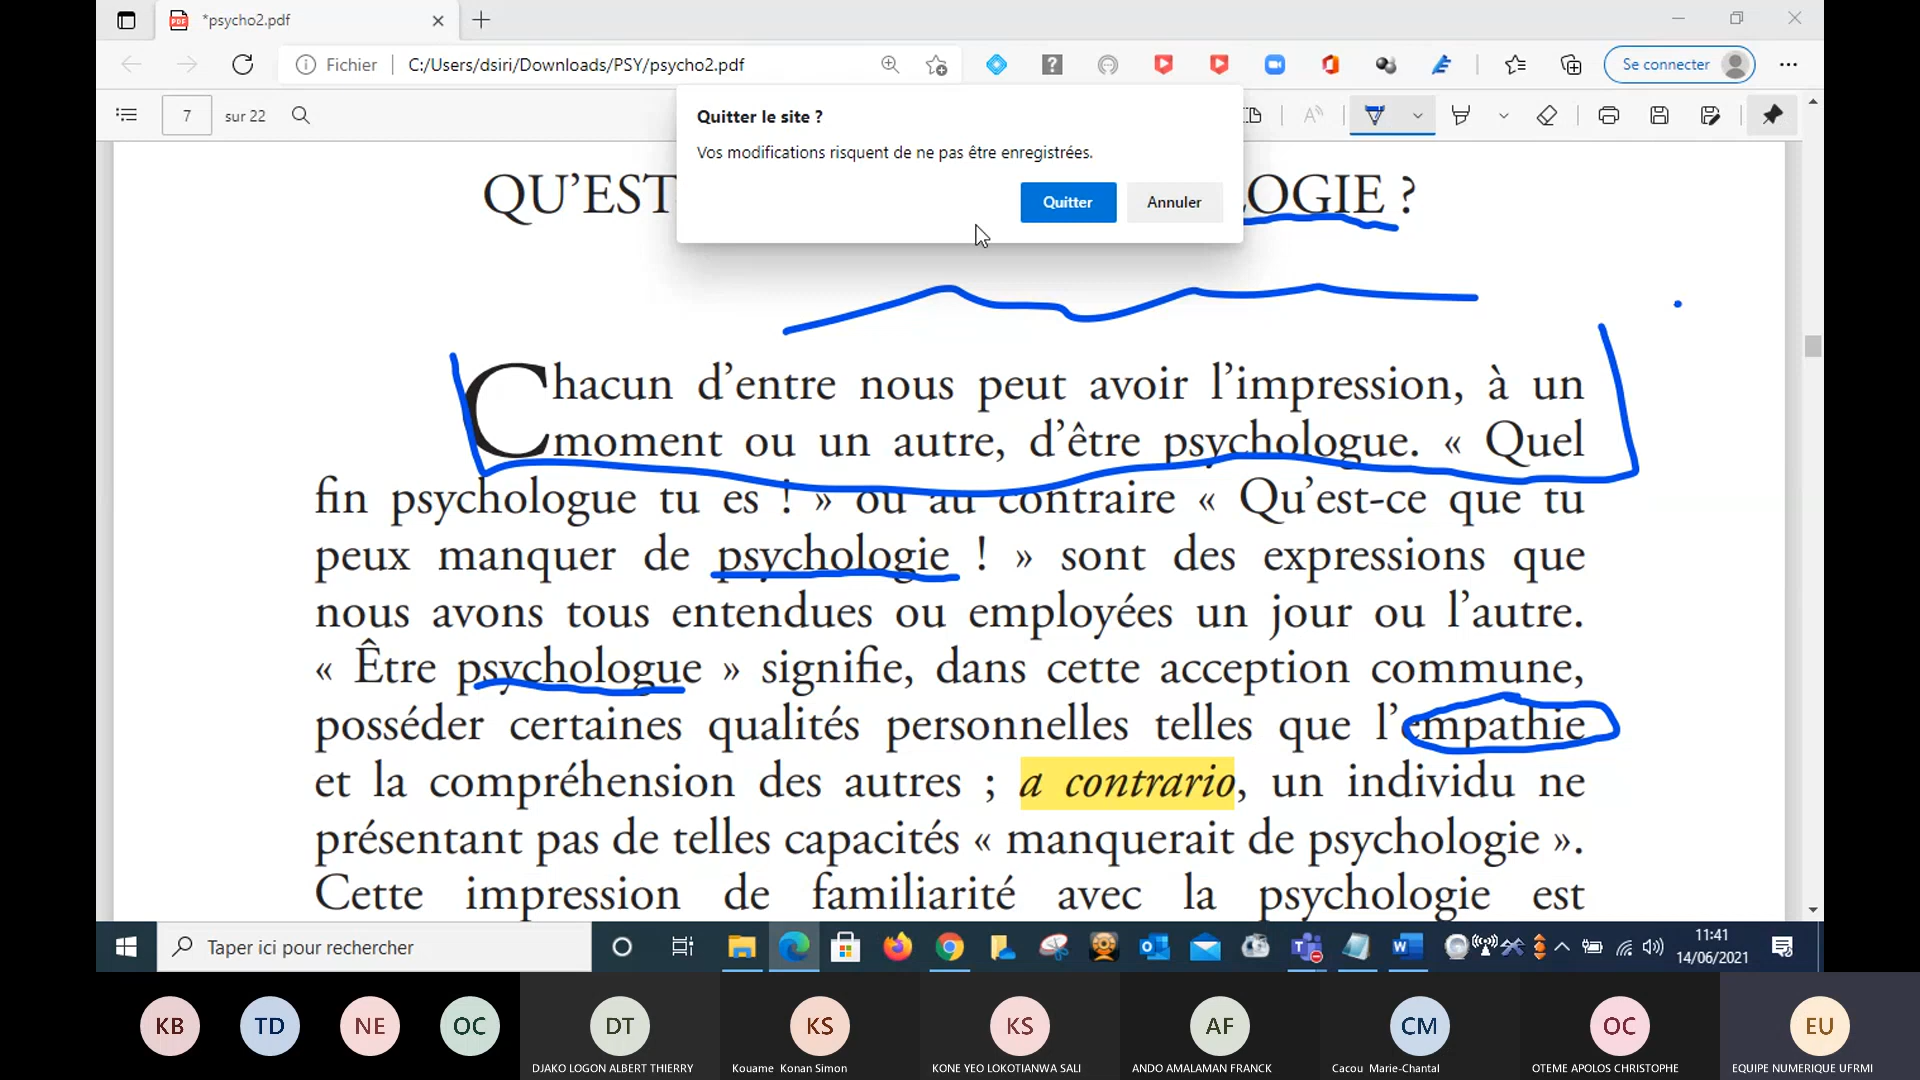 *psycho2.pdf
Fichier C:/Users/dsiri/Downloads/PSY/psycho2.pdf
Se connecter
7 sur 22
Quitter le site ?
Vos modifications risquent de ne pas être enregistrées.
Quitter Annuler
QU'EST- OGIE ?
Chacun d'entre nous peut avoir l'impression, à un
moment ou un autre, d'être psychologue. « Quel
fin psychologue tu es ! » ou au contraire « Qu'est-ce que tu
peux manquer de psychologie ! » sont des expressions que
nous avons tous entendues ou employées un jour ou l'autre.
« Être psychologue » signifie, dans cette acception commune,
posséder certaines qualités personnelles telles que l'empathie
et la compréhension des autres ; a contrario, un individu ne
présentant pas de telles capacités « manquerait de psychologie ».
Cette impression de familiarité avec la psychologie est
Taper ici pour rechercher
11:41
14/06/2021
KB TD NE OC DT KS KS AF CM OC EU
DJAKO LOGON ALBERT THIERRY Kouame Konan Simon KONE YEO LOKOTIANWA SALI ANDO AMALAMAN FRANCK Cacou Marie-Chantal OTEME APOLOS CHRISTOPHE EQUIPE NUMERIQUE UFRMI